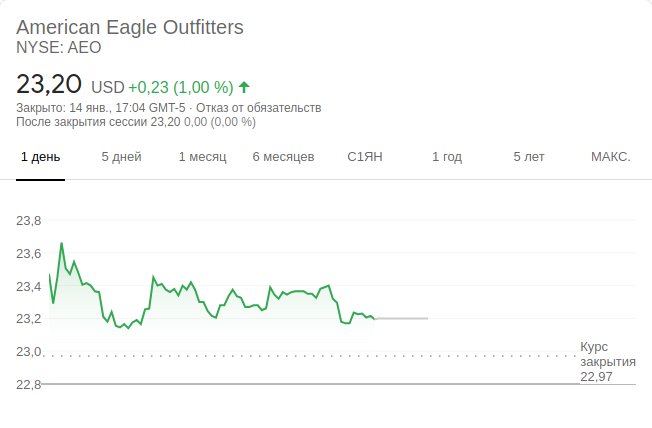 American Eagle Outfitters
NYSE: AEO
23,20 USD +0,23 (1,00 %)
Закрыто: 14 янв., 17:04 GMT-5 · Отказ от обязательств
После закрытия сессии 23,20 0,00 (0,00 %)
1 день 5 дней 1 месяц 6 месяцев С1ЯН 1 год 5 лет МАКС.
23,8
23,6
23,4
23,2
23,0
22,8
Курс
закрытия
22,97